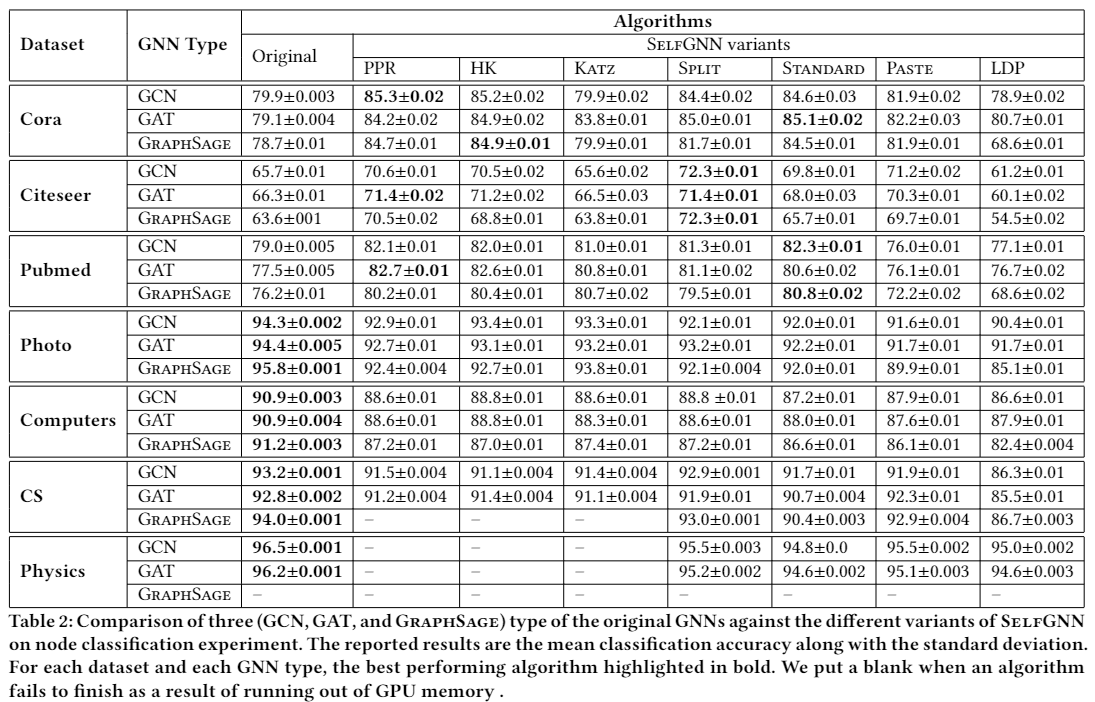 Algorithms
Dataset GNN Type Original SELFGNN variants
PPR HK KATZ SPLIT STANDARD PASTE LDP
Cora
GCN 79.9±0.003 85.3±0.02 85.2±0.02 79.9±0.02 84.4±0.02 84.6±0.03 81.9±0.02 78.9±0.02
GAT 79.1±0.004 84.2±0.02 84.9±0.02 83.8±0.01 85.0±0.01 85.1±0.02 82.2±0.03 80.7±0.01
GRAPHSAGE 78.7±0.01 84.7±0.01 84.9±0.01 79.9±0.01 81.7±0.01 84.5±0.01 81.9±0.01 68.6±0.01
Citeseer
GCN 65.7±0.01 70.6±0.01 70.5±0.02 65.6±0.02 72.3±0.01 69.8±0.01 71.2±0.02 61.2±0.01
GAT 66.3±0.01 71.4±0.02 71.2±0.02 66.5±0.03 71.4±0.01 68.0±0.03 70.3±0.01 60.1±0.02
GRAPHSAGE 63.6±001 70.5±0.02 68.8±0.01 63.8±0.01 72.3±0.01 65.7±0.01 69.7±0.01 54.5±0.02
Pubmed
GCN 79.0±0.005 82.1±0.01 82.0±0.01 81.0±0.01 81.3±0.01 82.3±0.01 76.0±0.01 77.1±0.01
GAT 77.5±0.005 82.7±0.01 82.6±0.01 80.8±0.01 81.1±0.02 80.6±0.02 76.1±0.01 76.7±0.02
GRAPHSAGE 76.2±0.01 80.2±0.01 80.4±0.01 80.7±0.02 79.5±0.01 80.8±0.02 72.2±0.02 68.6±0.02
Photo
GCN 94.3±0.002 92.9±0.01 93.4±0.01 93.3±0.01 92.1±0.01 92.0±0.01 91.6±0.01 90.4±0.01
GAT 94.4±0.005 92.7±0.01 93.1±0.01 93.2±0.01 93.2±0.01 92.2±0.01 91.7±0.01 91.7±0.01
GRAPHSAGE 95.8±0.001 92.4±0.004 92.7±0.01 93.8±0.01 92.1±0.004 92.0±0.01 89.9±0.01 85.1±0.01
Computers
GCN 90.9±0.003 88.6±0.01 88.8±0.01 88.6±0.01 88.8 ±0.01 87.2±0.01 87.9±0.01 86.6±0.01
GAT 90.9±0.004 88.6±0.01 88.8±0.01 88.3±0.01 88.6±0.01 88.0±0.01 87.6±0.01 87.9±0.01
GRAPHSAGE 91.2±0.003 87.2±0.01 87.0±0.01 87.4±0.01 87.2±0.01 86.6±0.01 86.1±0.01 82.4±0.004
CS
GCN 93.2±0.001 91.5±0.004 91.1±0.004 91.4±0.004 92.9±0.001 91.7±0.01 91.9±0.01 86.3±0.01
GAT 92.8±0.002 91.2±0.004 91.4±0.004 91.1±0.004 91.9±0.01 90.7±0.004 92.3±0.01 85.5±0.01
GRAPHSAGE 94.0±0.001 – – – 93.0±0.001 90.4±0.003 92.9±0.004 86.7±0.003
Physics
GCN 96.5±0.001 – – – 95.5±0.003 94.8±0.0 95.5±0.002 95.0±0.002
GAT 96.2±0.001 – – – 95.2±0.002 94.6±0.002 95.1±0.003 94.6±0.003
GRAPHSAGE – – – – – – – –
Table 2: Comparison of three (GCN, GAT, and GRAPHSAGE) type of the original GNNs against the different variants of SELFGNN
on node classification experiment. The reported results are the mean classification accuracy along with the standard deviation.
For each dataset and each GNN type, the best performing algorithm highlighted in bold. We put a blank when an algorithm
fails to finish as a result of running out of GPU memory .